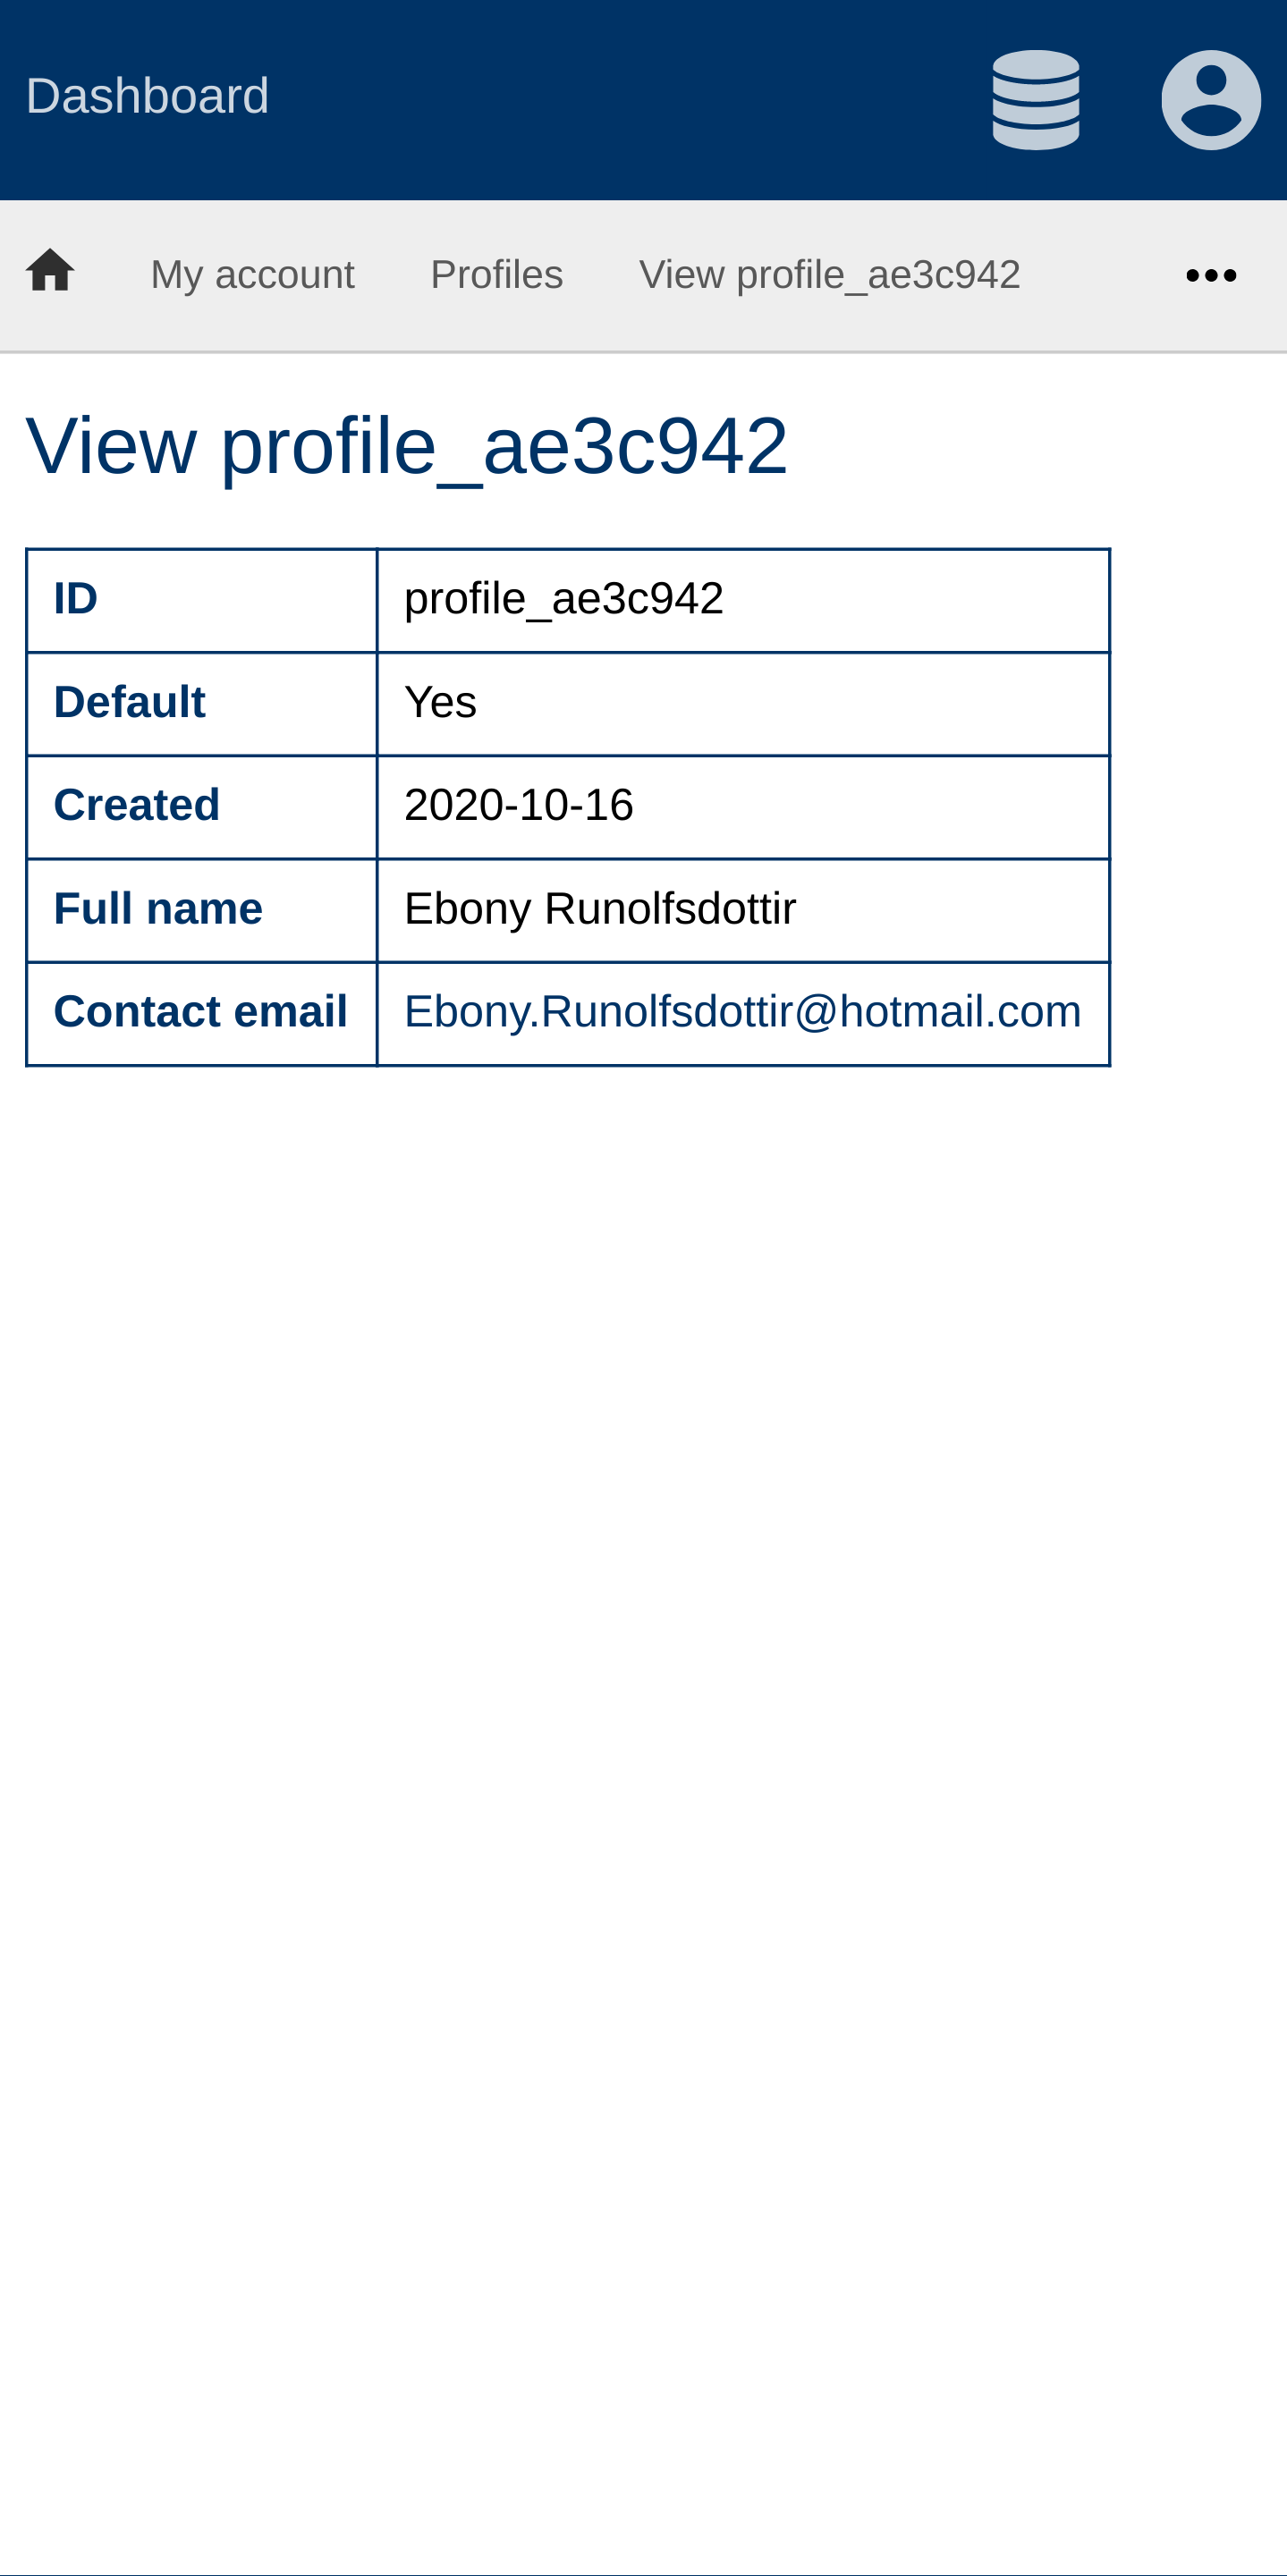 Dashboard
My account Profiles View profile_ae3c942
View profile_ae3c942
ID profile_ae3c942
Default Yes
Created 2020-10-16
Full name Ebony Runolfsdottir
Contact email Ebony.Runolfsdottir@hotmail.com